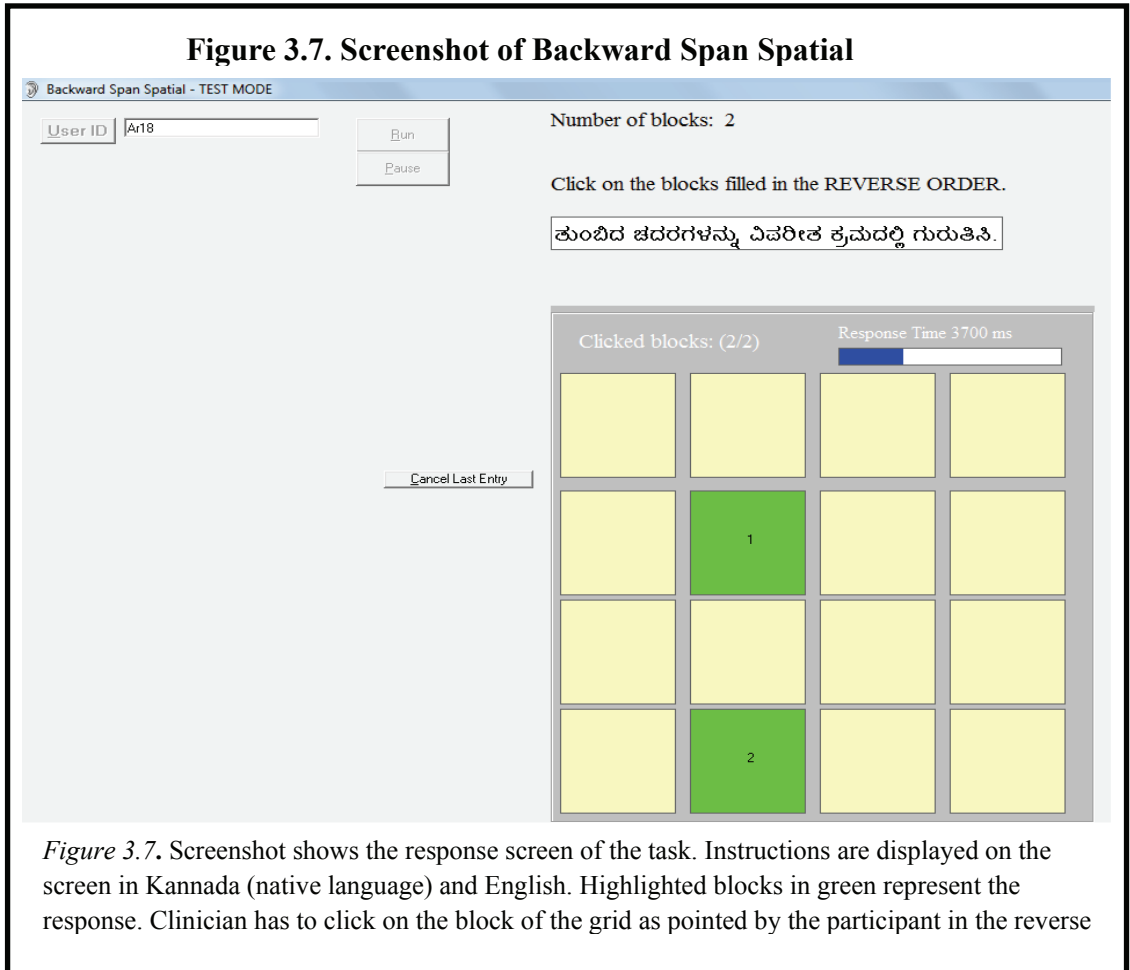 Figure 3.7. Screenshot of Backward Span Spatial
Backward Span Spatial - TEST MODE
User ID Ar18
Run
Pause
Number of blocks: 2
Click on the blocks filled in the REVERSE ORDER.
ತುಂಬಿದ ಚದರಗಳನ್ನು ವಿಪರೀತ ಕ್ರಮದಲ್ಲಿ ಗುರುತಿಸಿ.
Clicked blocks: (2/2)
Response Time 3700 ms
Cancel Last Entry
1
2
Figure 3.7. Screenshot shows the response screen of the task. Instructions are displayed on the
screen in Kannada (native language) and English. Highlighted blocks in green represent the
response. Clinician has to click on the block of the grid as pointed by the participant in the reverse